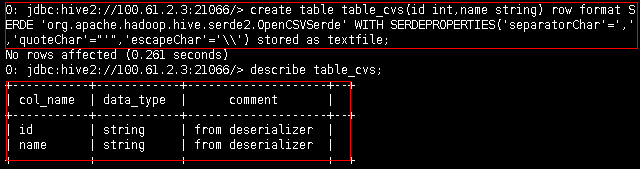 0: jdbc:hive2://100.61.2.3:21066/> create table table_cvs(id int,name string) row format S
ERDE 'org.apache.hadoop.hive.serde2.OpenCSVSerde' WITH SERDEPROPERTIES('separatorChar'=','
,'quoteChar'="'",'escapeChar'='\\') stored as textfile;
No rows affected (0.261 seconds)
0: jdbc:hive2://100.61.2.3:21066/> describe table_cvs;
+-----------+------------+--------------------+--+
| col_name | data_type | comment | |
+-----------+------------+--------------------+--+
| id | string | from deserializer | |
| name | string | from deserializer | |
+-----------+------------+--------------------+--+